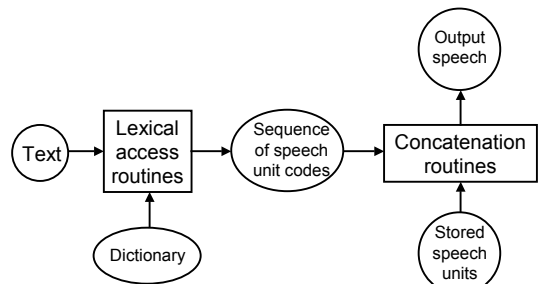 Text
Lexical
access
routines
Dictionary
Sequence
of speech
unit codes
Output
speech
Concatenation
routines
Stored
speech
units